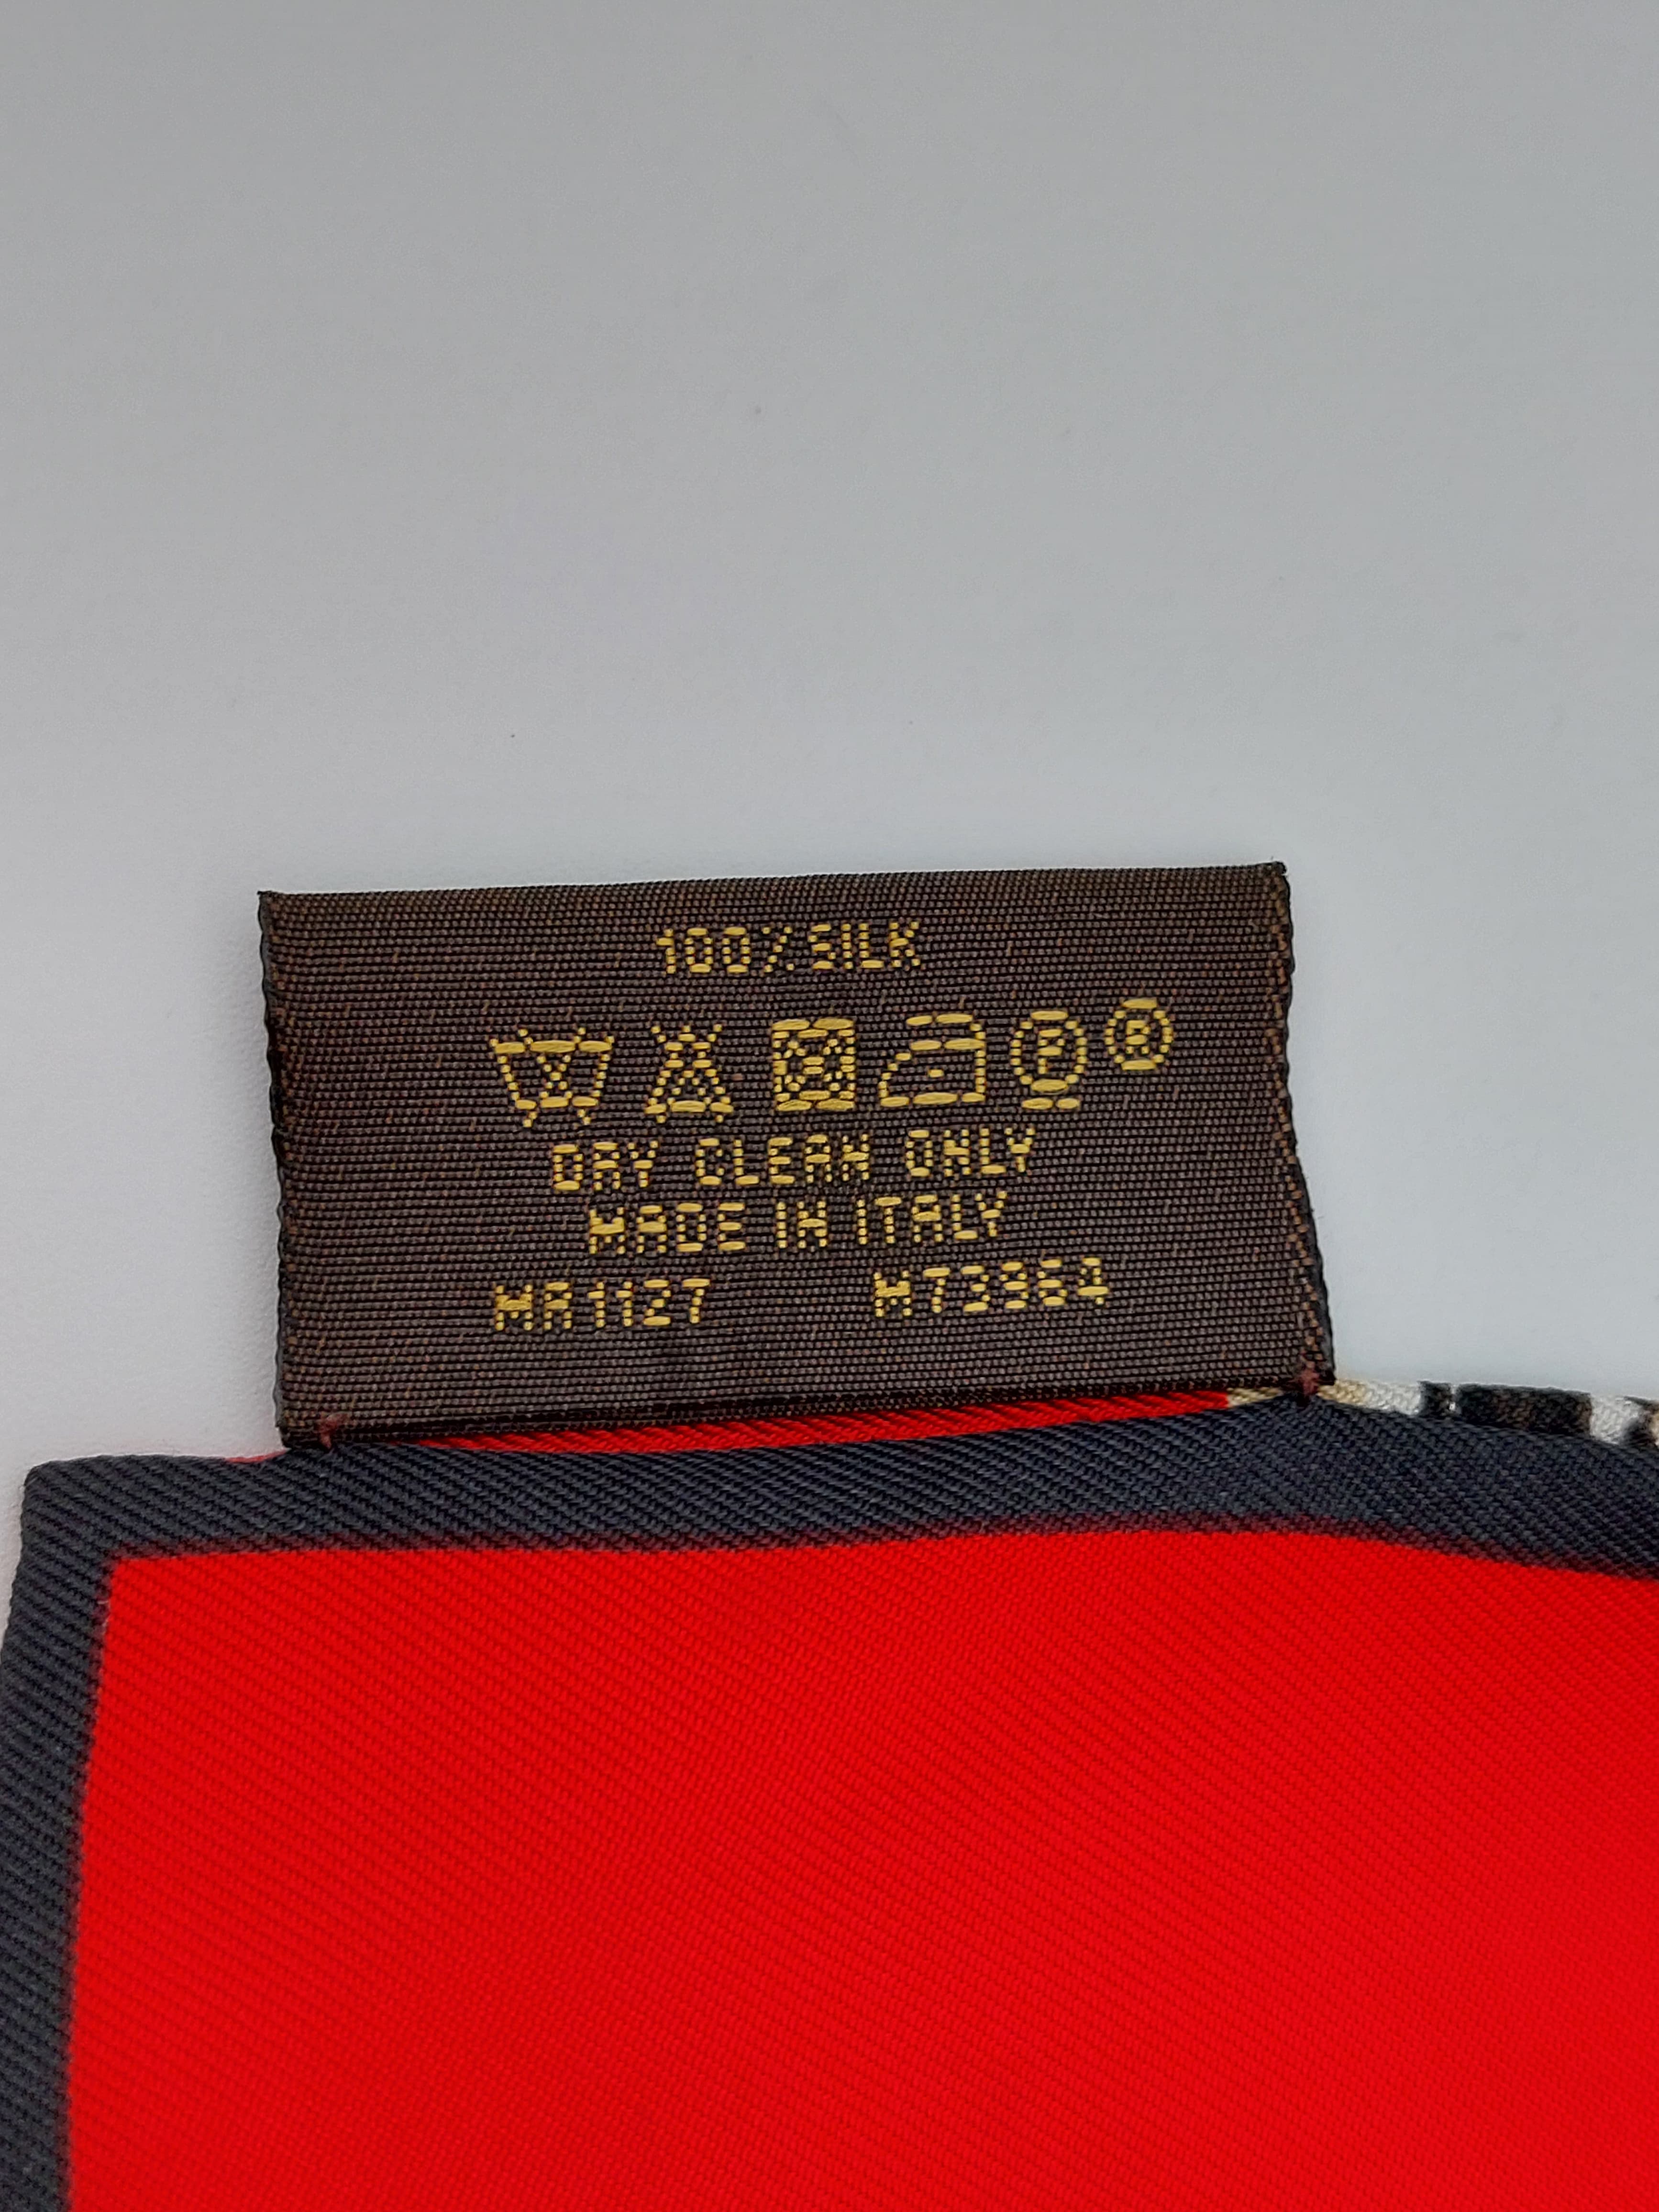 100% SILK
P R
DRY CLEAN ONLY
MADE IN ITALY
MA1127 M73964